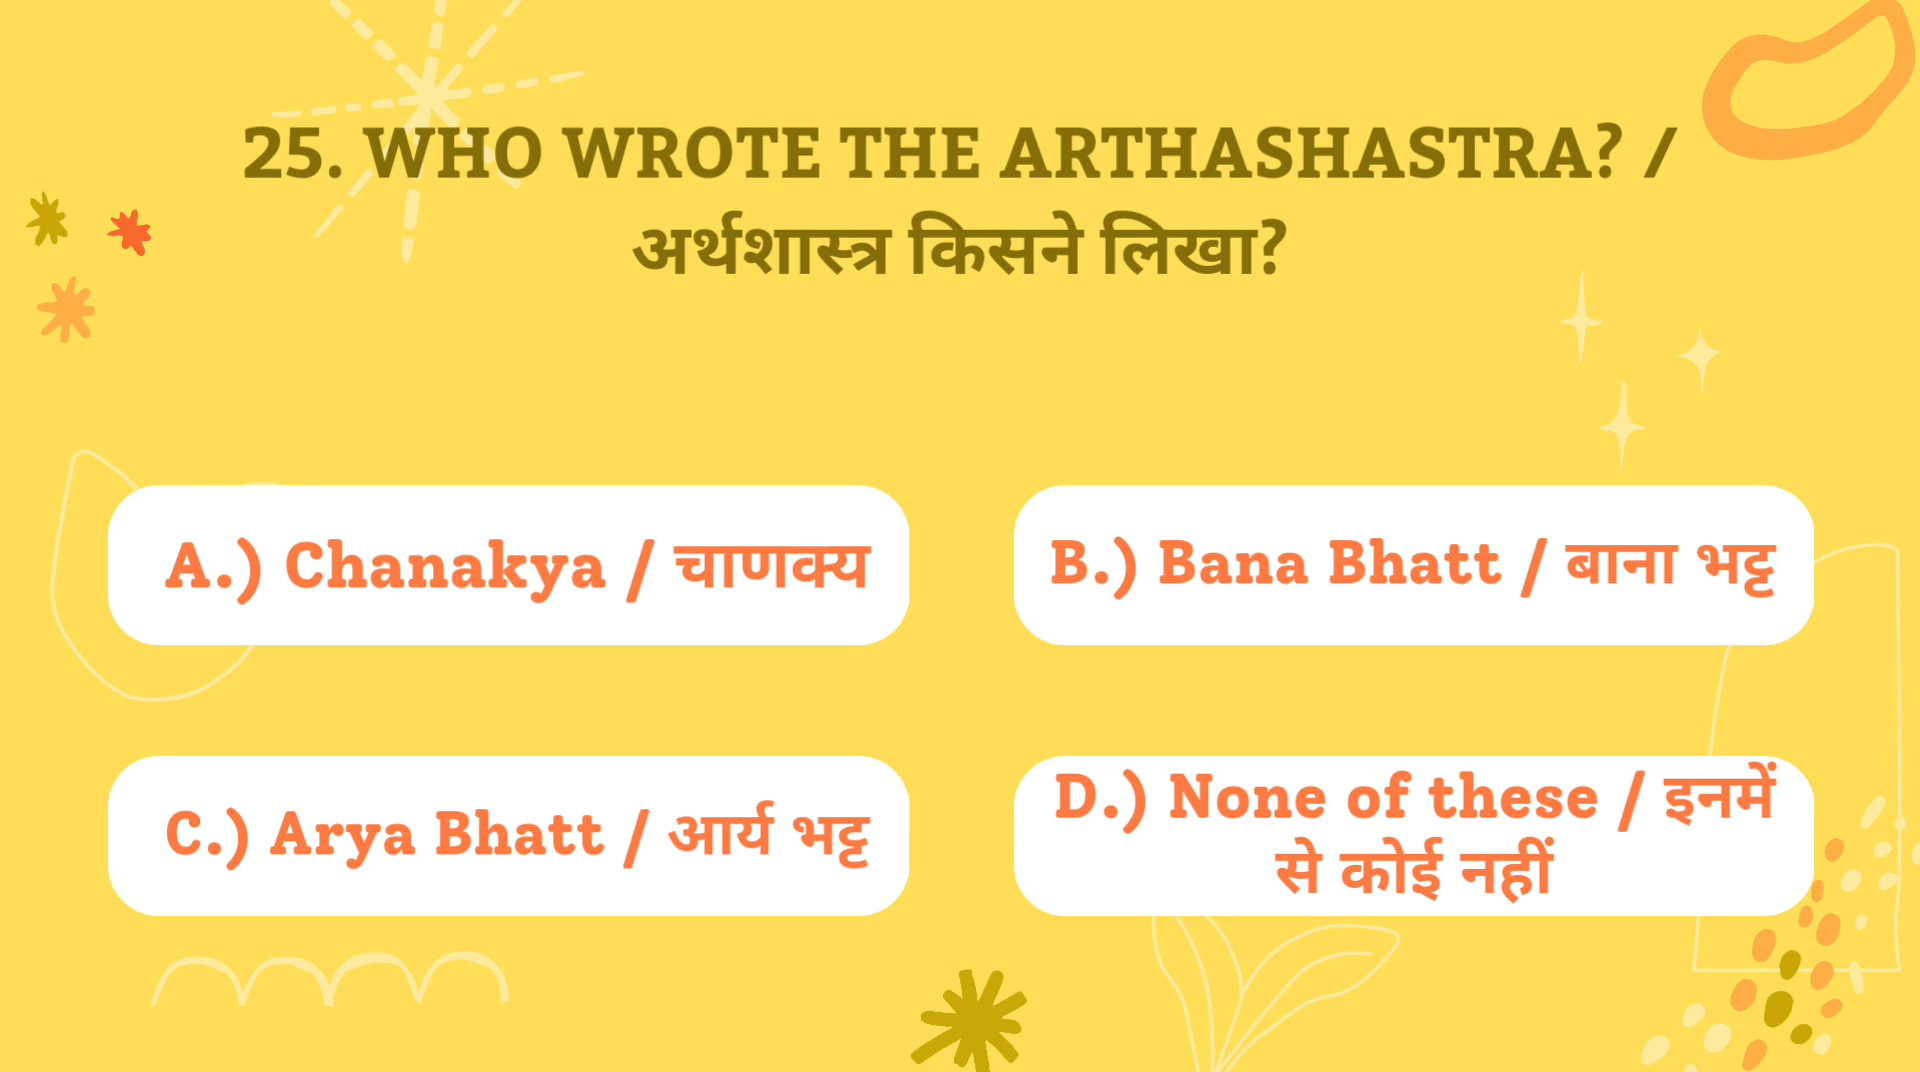 25. WHO WROTE THE ARTHASHASTRA? /
अर्थशास्त्र किसने लिखा?
A.) Chanakya / चाणक्य
B.) Bana Bhatt / बाना भट्ट
C.) Arya Bhatt / आर्य भट्ट
D.) None of these / इनमें
से कोई नहीं